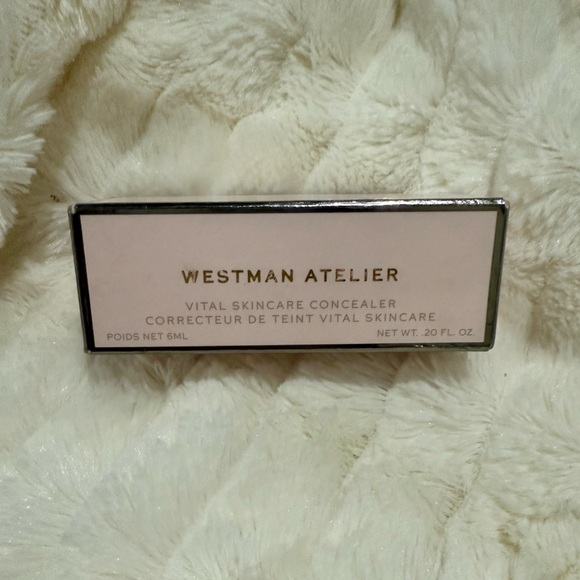 WESTMAN ATELIER
VITAL SKINCARE CONCEALER
CORRECTEUR DE TEINT VITAL SKINCARE
POIDS NET 6ML
NET WT. .20 FL. OZ.